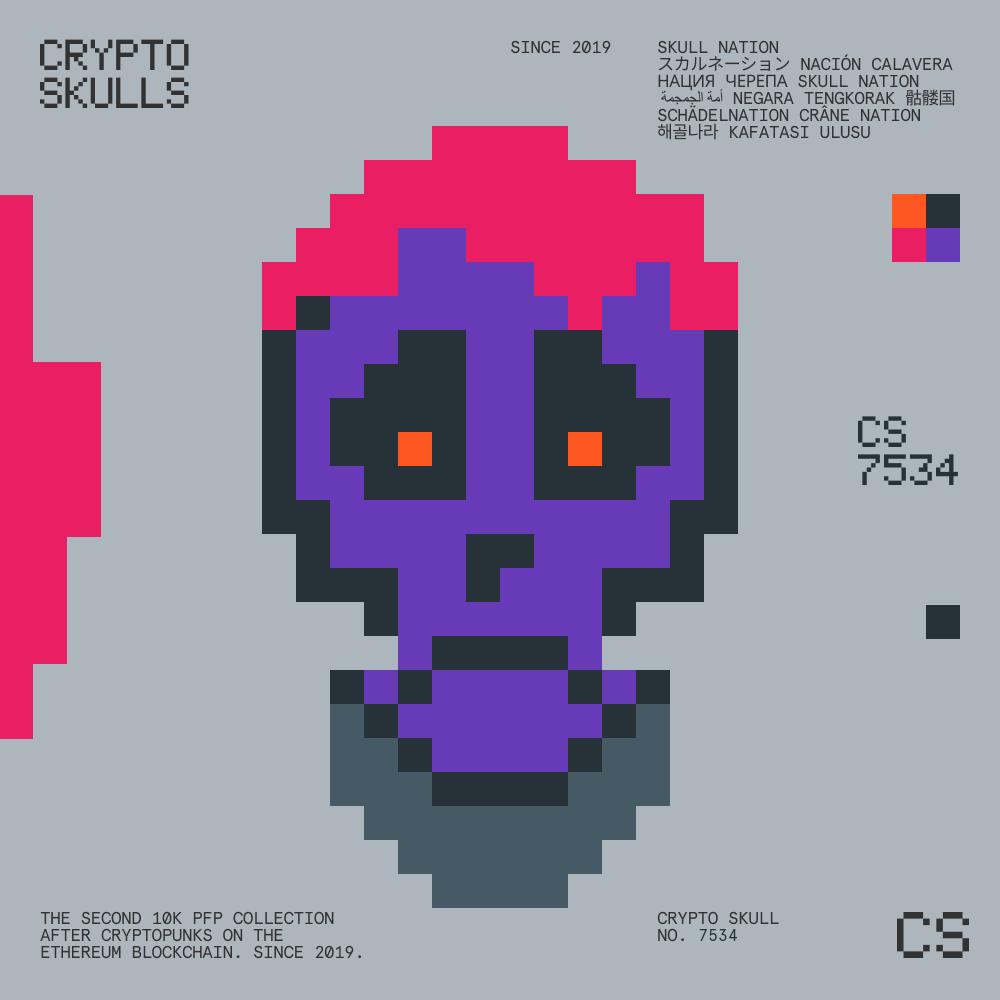 CRYPTO
SKULLS
SINCE 2019
SKULL NATION
スカルネーション NACIÓN CALAVERA
НАЦИЯ ЧЕРЕПА SKULL NATION
أمة الجمجمة NEGARA TENGKORAK 骷髅国
SCHÄDELNATION CRÂNE NATION
해골나라 KAFATASI ULUSU
CS
7534
THE SECOND 10K PFP COLLECTION
AFTER CRYPTOPUNKS ON THE
ETHEREUM BLOCKCHAIN. SINCE 2019.
CRYPTO SKULL
NO. 7534
CS